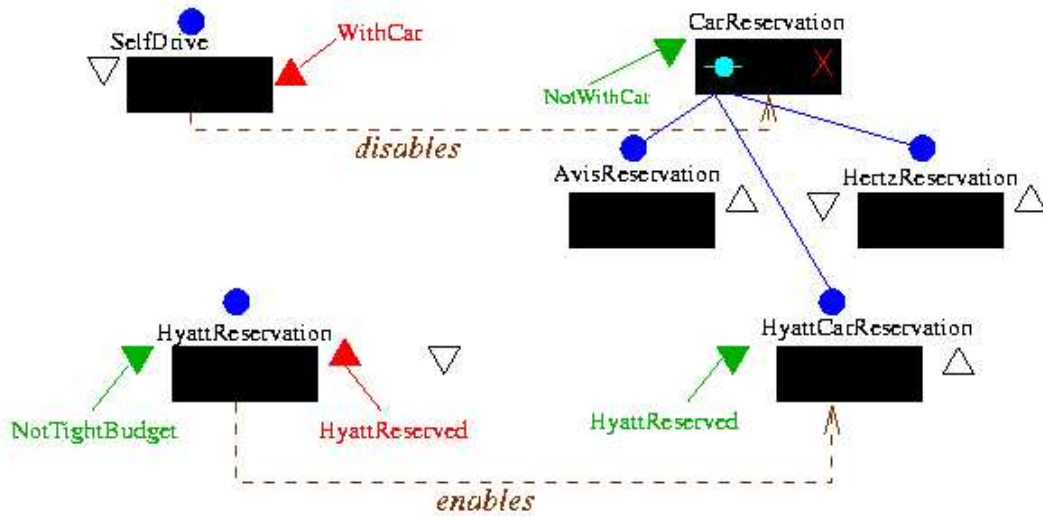 WithCar
CarReservation
SelfDrive
NotWithCar
X
disables
AvisReservation
HertzReservation
HyattReservation
HyattCarReservation
NotTightBudget
HyattReserved
HyattReserved
enables